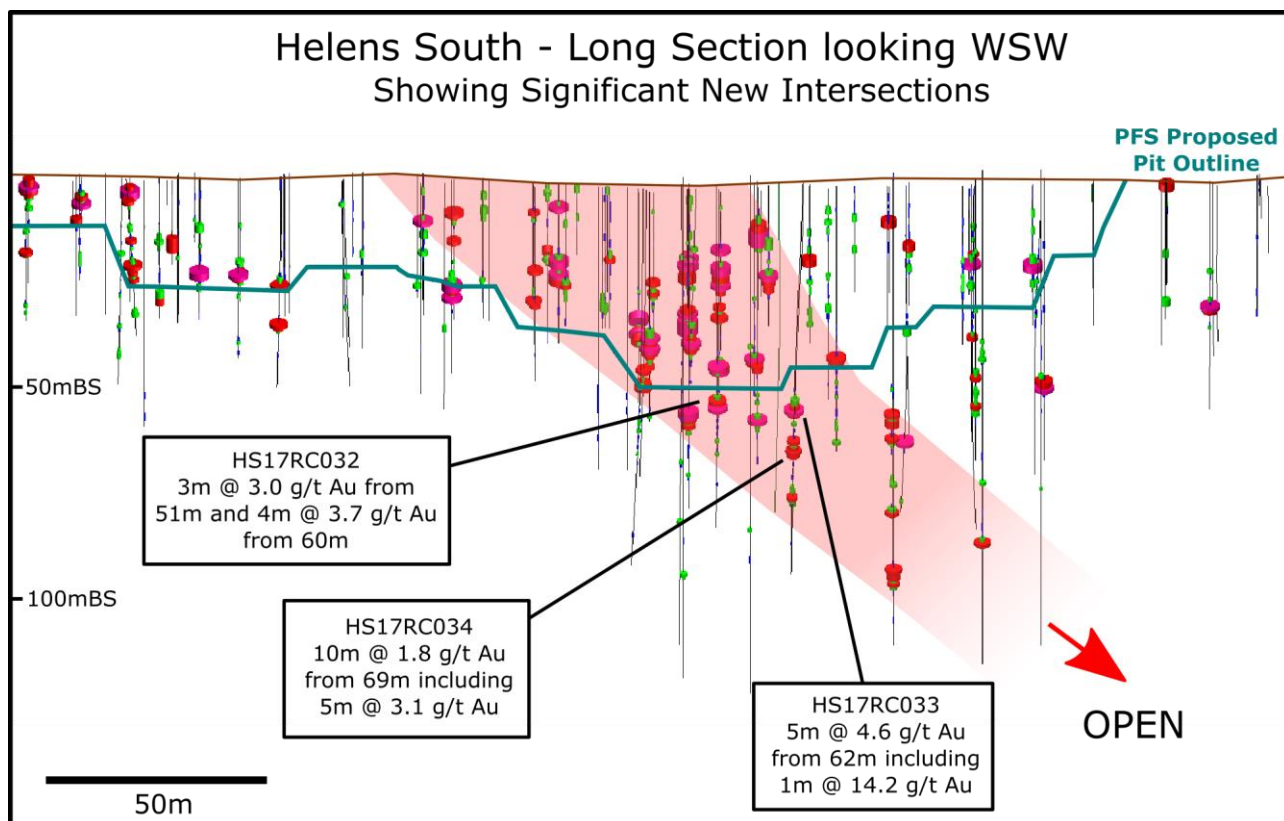 Helens South - Long Section looking WSW
Showing Significant New Intersections
PFS Proposed
Pit Outline
50mBS
HS17RC032
3m @ 3.0 g/t Au from
51m and 4m @ 3.7 g/t Au
from 60m
100mBS
HS17RC034
10m @ 1.8 g/t Au
from 69m including
5m @ 3.1 g/t Au
HS17RC033
5m @ 4.6 g/t Au
from 62m including
1m @ 14.2 g/t Au
OPEN
50m